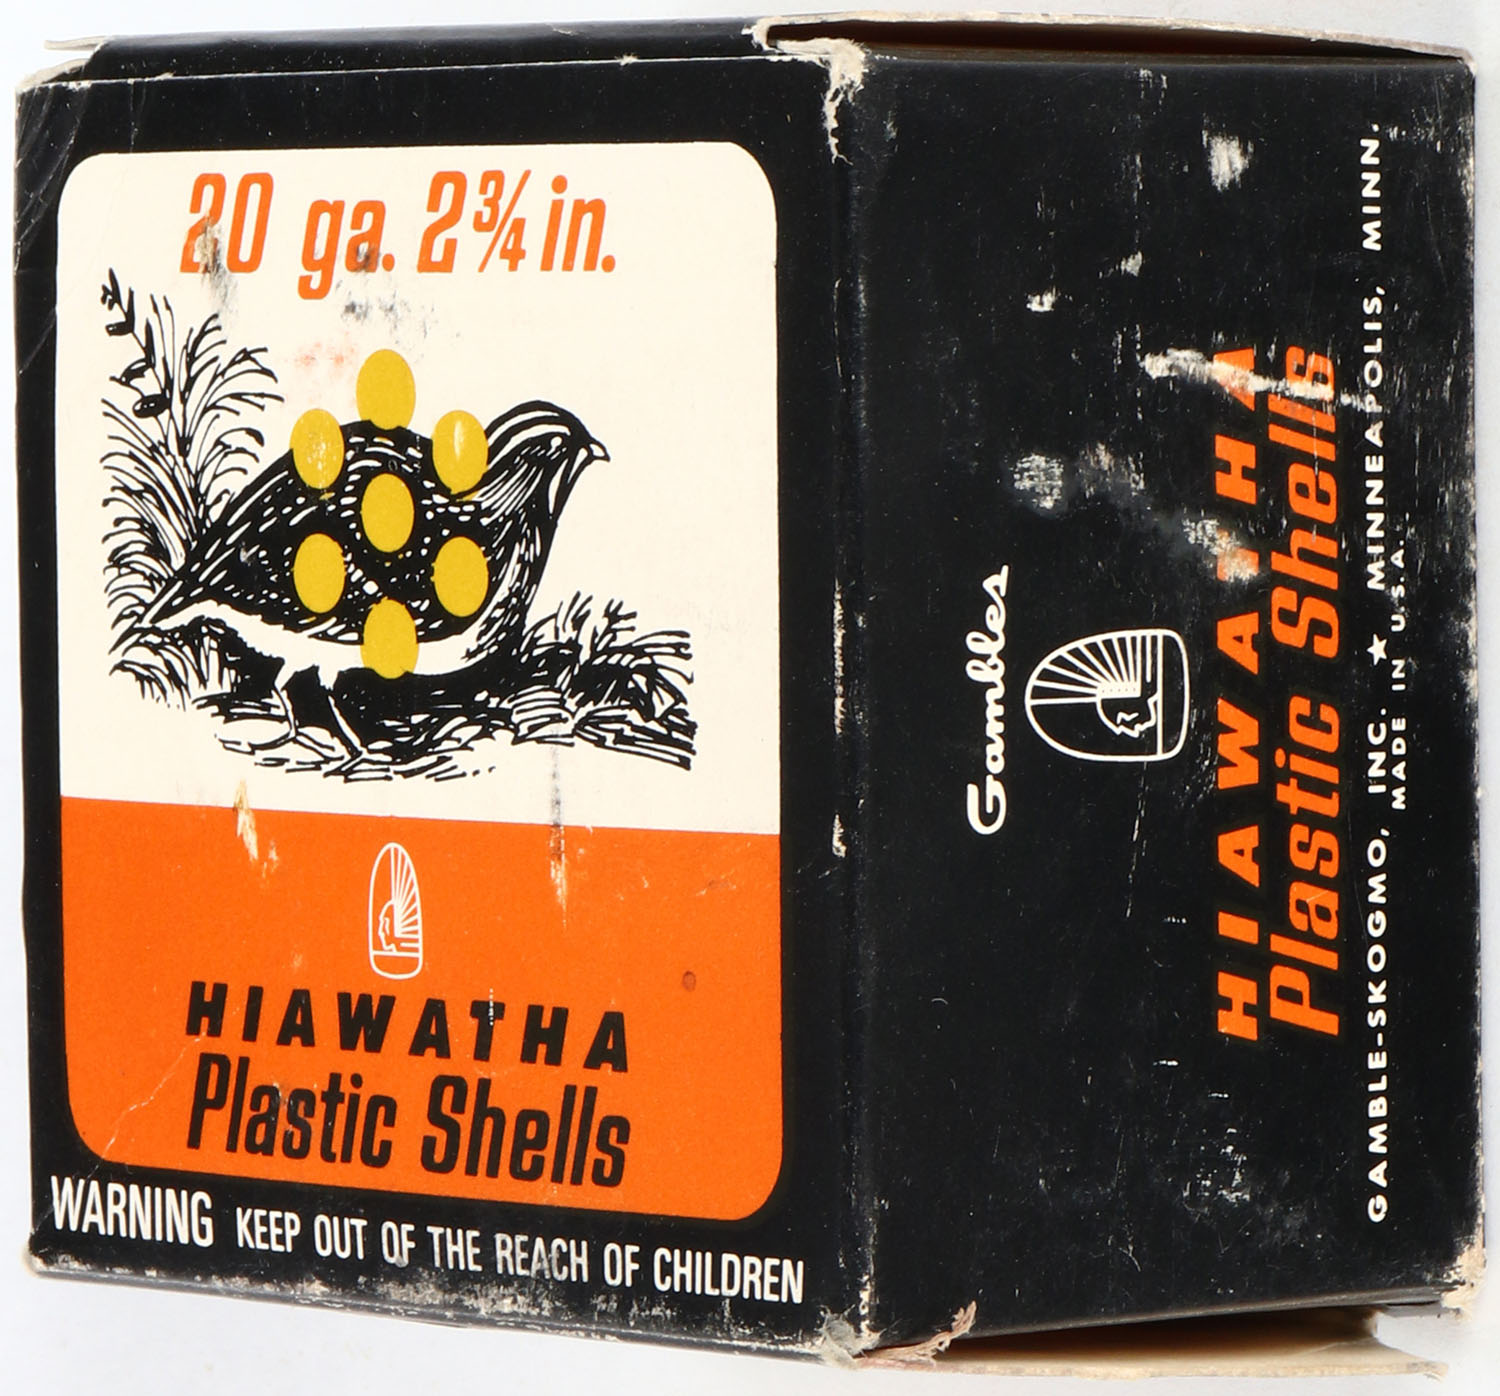 20 ga. 2¾ in.
HIAWATHA
Plastic Shells
WARNING KEEP OUT OF THE REACH OF CHILDREN
Gambles
HIAWATHA
Plastic Shells
GAMBLE-SKOGMO, INC. ★ MINNEAPOLIS, MINN.
MADE IN U.S.A.